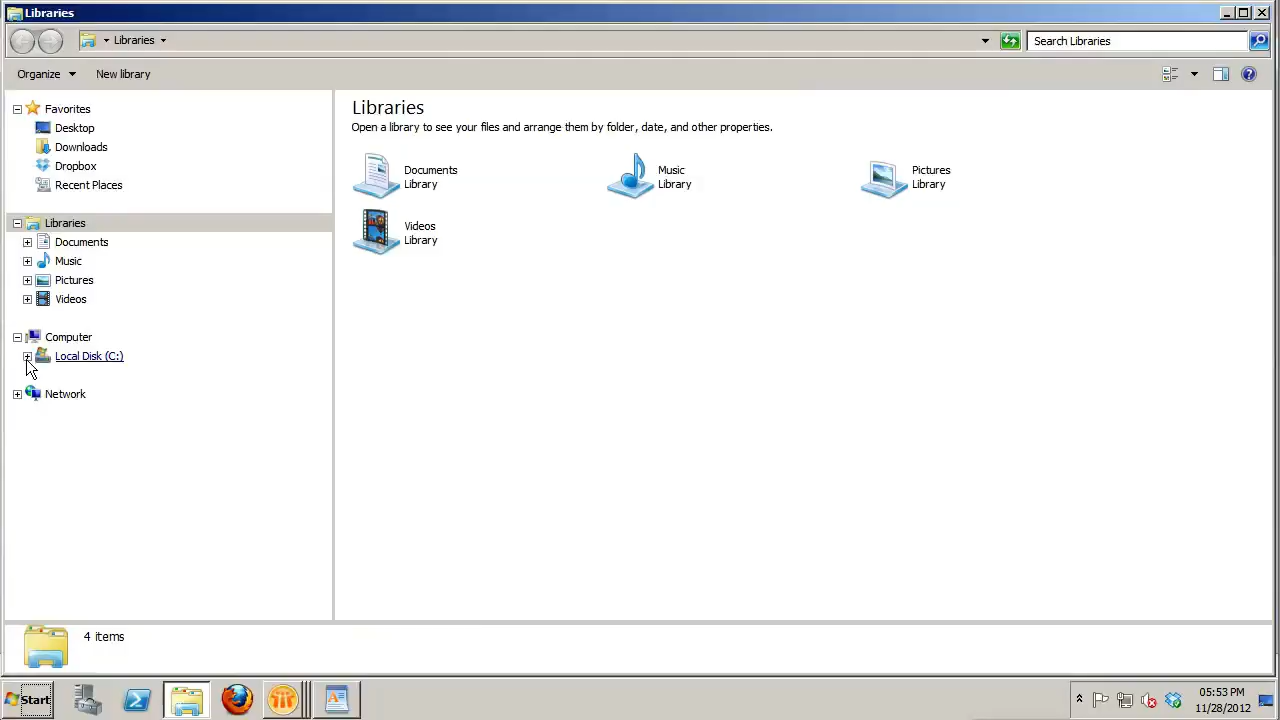 Libraries
Libraries
Search Libraries
Organize
New library
Favorites
Desktop
Downloads
Dropbox
Recent Places
Libraries
Documents
Music
Pictures
Videos
Computer
Local Disk (C:)
Network
Libraries
Open a library to see your files and arrange them by folder, date, and other properties.
Documents
Library
Music
Library
Pictures
Library
Videos
Library
4 items
Start
05:53 PM
11/28/2012